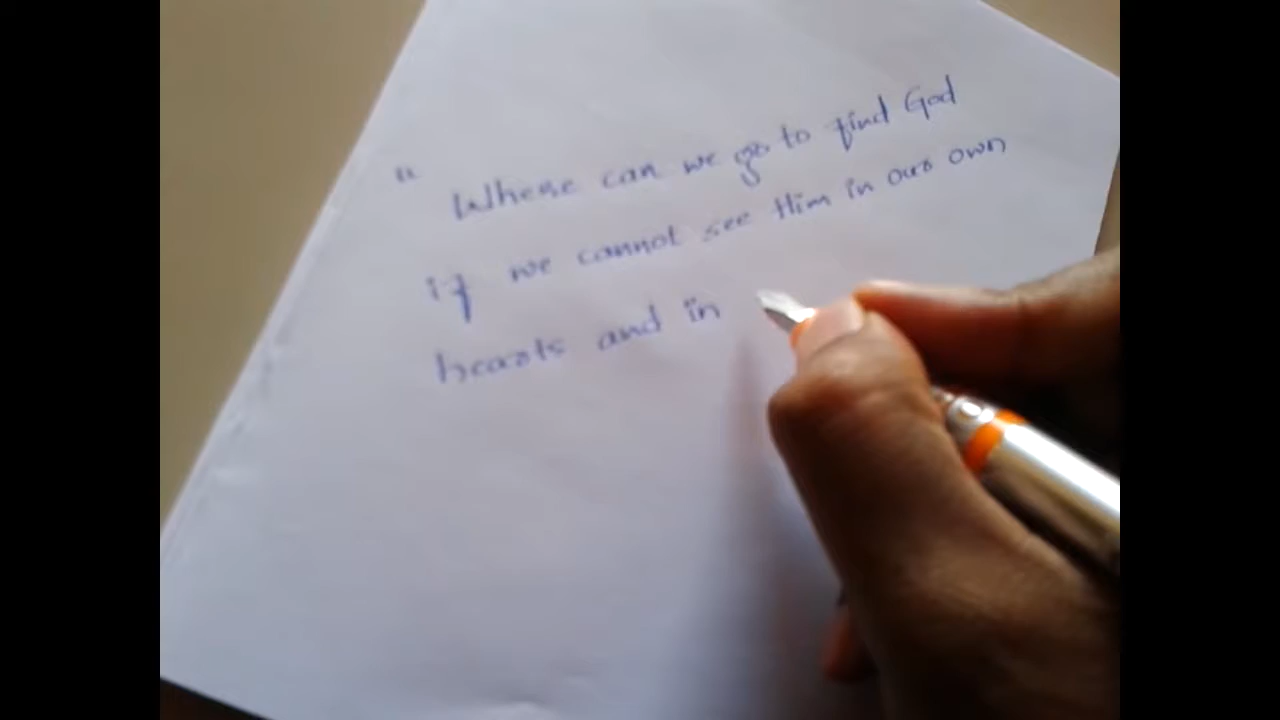 " Where can we go to find God
if we cannot see Him in our own
hearts and in